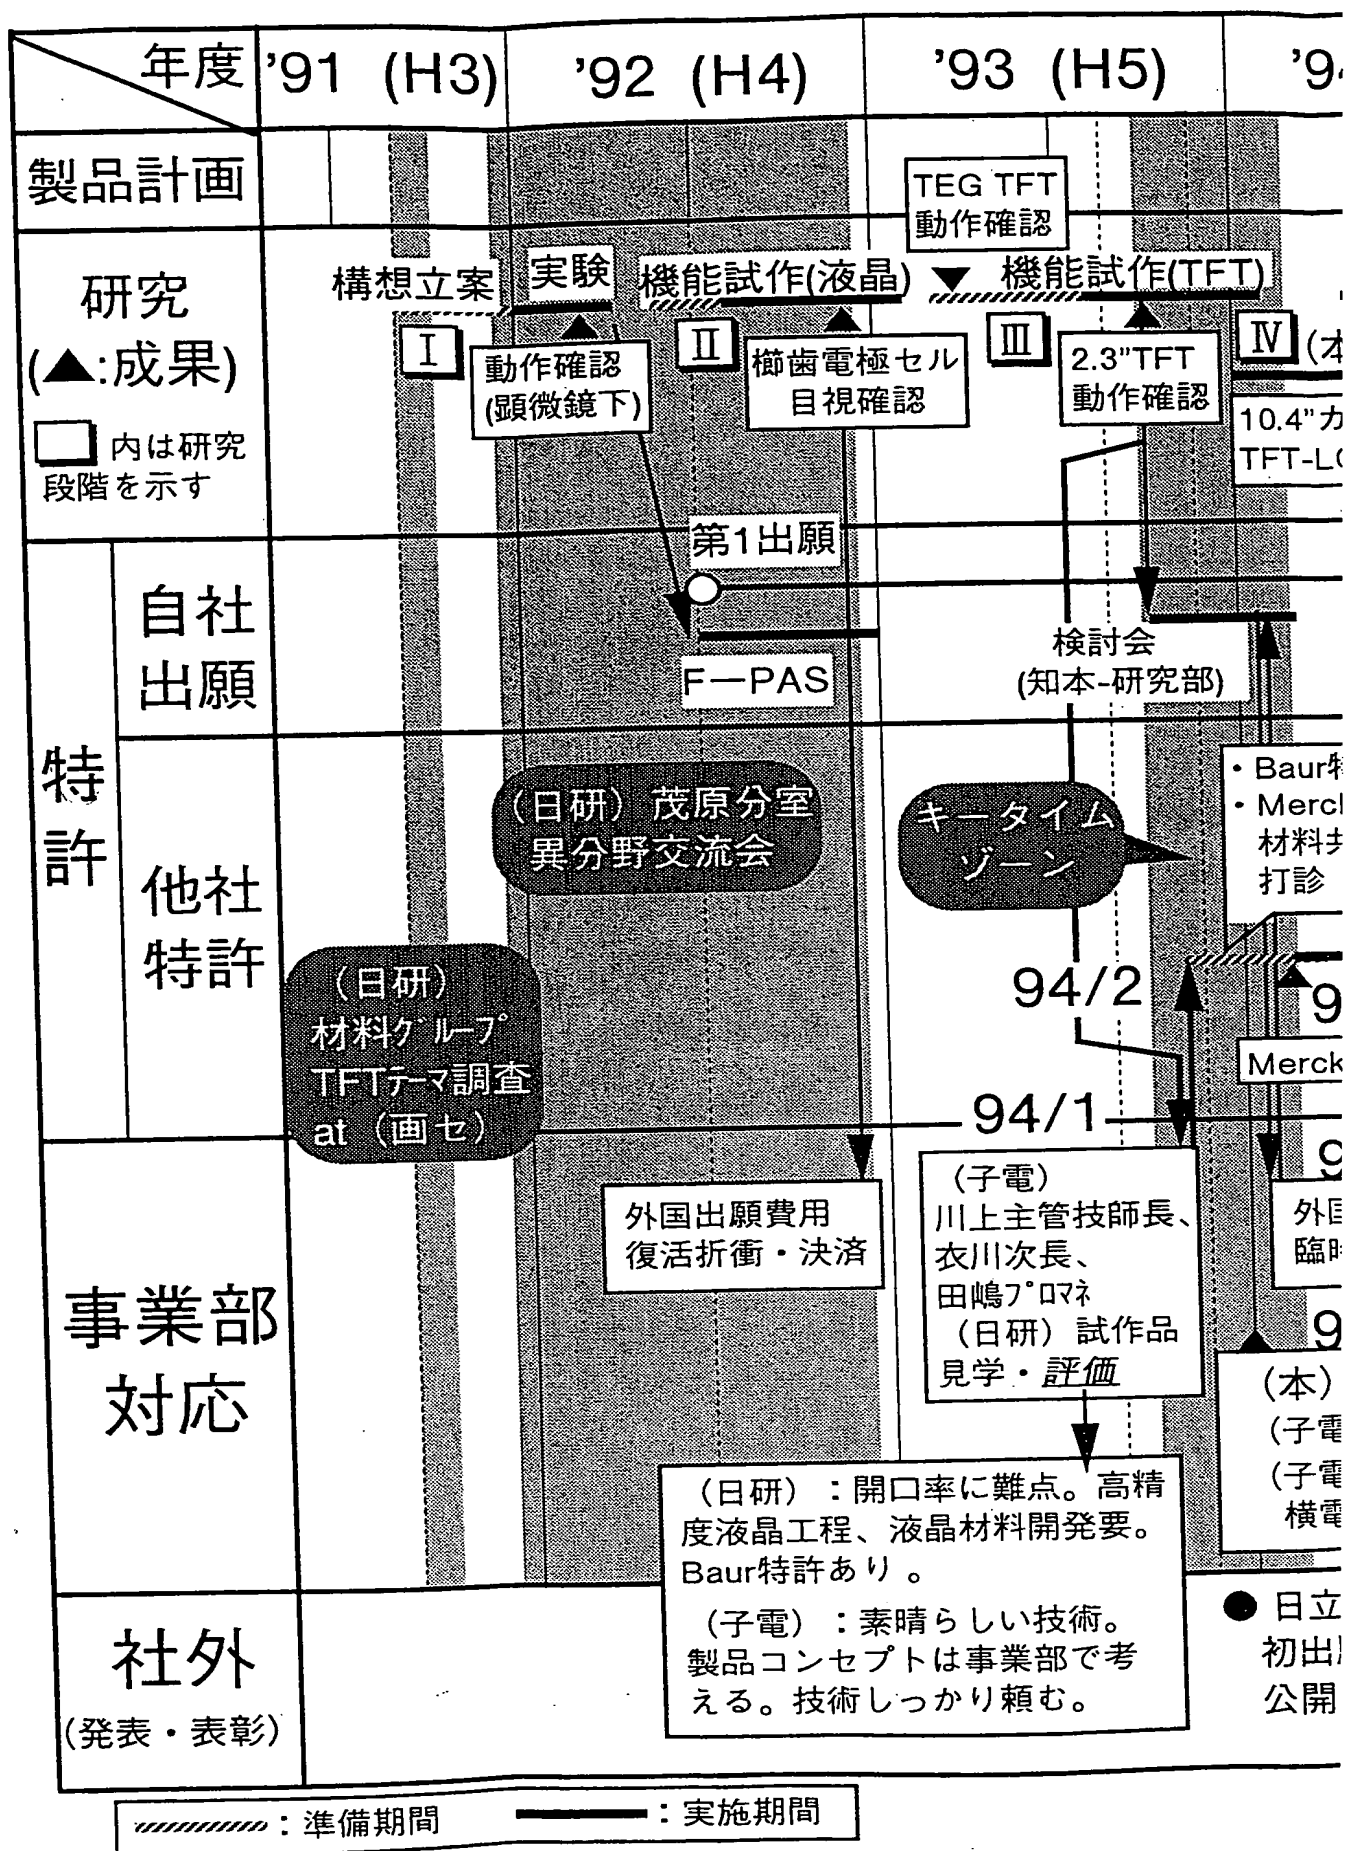 年度
'91 (H3)
'92 (H4)
'93 (H5)
製品計画
TEG TFT
動作確認
研究
(▲:成果)
内は研究
段階を示す
構想立案
実験
機能試作(液晶)
機能試作(TFT)
I
II
III
IV
動作確認
(顕微鏡下)
櫛歯電極セル
目視確認
2.3"TFT
動作確認
10.4"カ
特許
自社
出願
第1出願
F－PAS
検討会
(知本-研究部)
他社
特許
（日研）茂原分室
異分野交流会
キータイム
ゾーン
・Baur
・Merc
材料共
打診
（日研）
材料グループ
TFTテーマ調査
at（画セ）
94/2
Merck
94/1
事業部
対応
外国出願費用
復活折衝・決済
（子電）
川上主管技師長、
衣川次長、
田嶋プロマネ
（日研）試作品
見学・評価
（本）
（子電
（子電
横電
（日研）：開口率に難点。高精
度液晶工程、液晶材料開発要。
Baur特許あり。
（子電）：素晴らしい技術。
製品コンセプトは事業部で考
える。技術しっかり頼む。
社外
(発表・表彰)
●日立
初出
公開
：準備期間
：実施期間